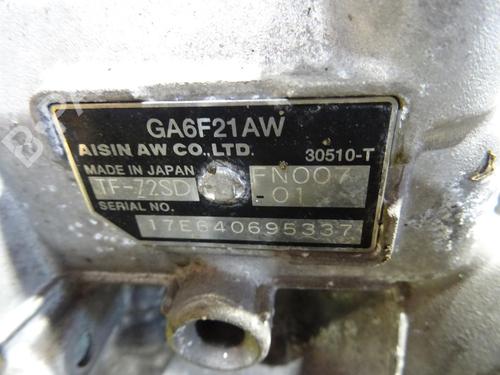 GA6F21AW
AISIN AW CO.,LTD. 30510-T
MADE IN JAPAN
TF-72SD FN007
-01
SERIAL NO.
17E640695337